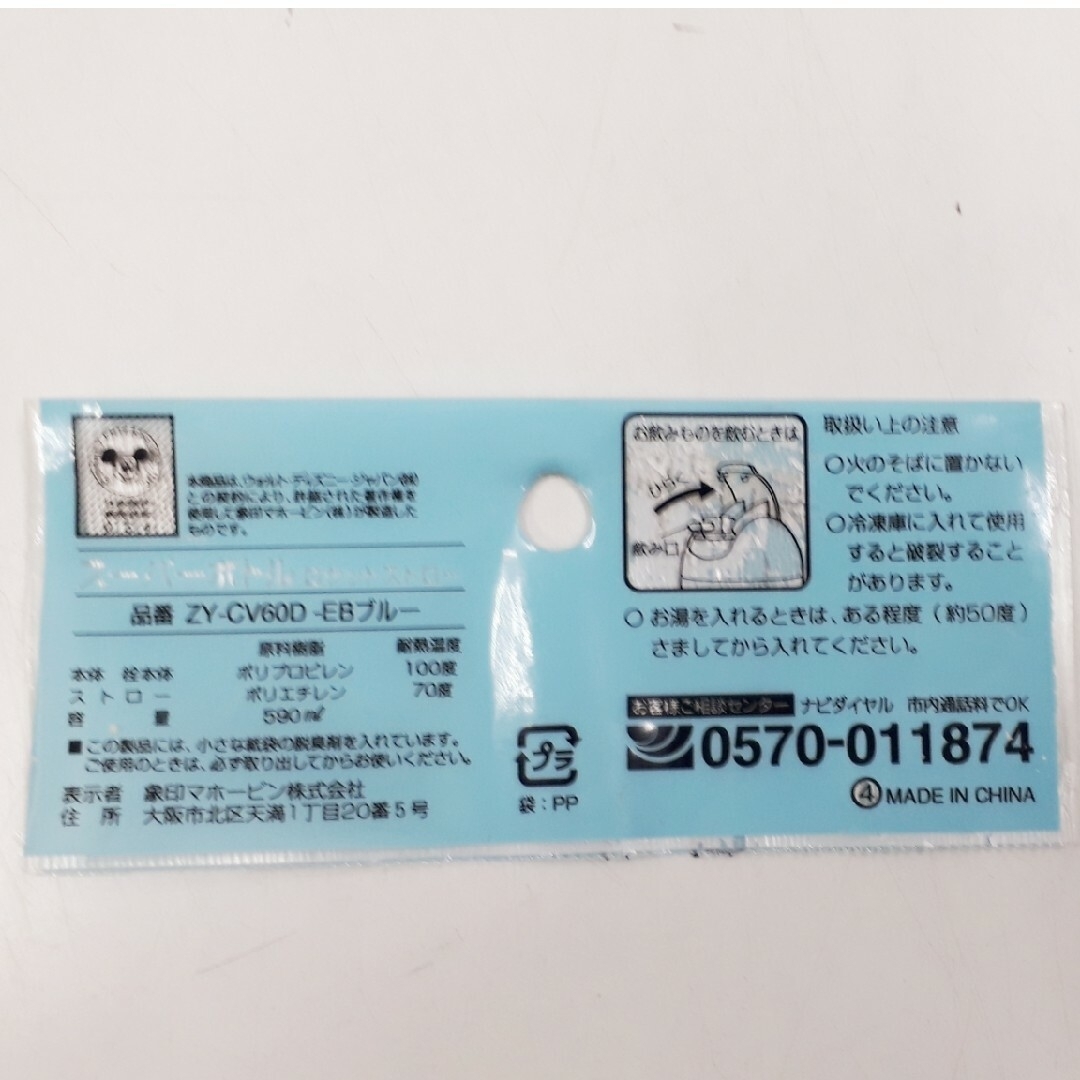 本商品は、ウォルト・ディズニー・ジャパン(株)
との契約により、許諾された著作権を
使用した象印マホービン(株)が製造した
ものです。
品番 ZY-CV60D -EBブルー
原料樹脂 耐熱温度
本体 栓本体 ポリプロピレン 100度
ストロー ポリエチレン 70度
容量 590㎖
■この製品には、小さな紙袋の脱臭剤を入れています。
ご使用のときは、必ず取り出してからお使いください。
表示者 象印マホービン株式会社
住所 大阪市北区天満1丁目20番5号
プラ
袋:PP
お飲みものを飲むときは
ひらく
飲み口
取扱い上の注意
○火のそばに置かない
でください。
○冷凍庫に入れて使用
すると破裂すること
があります。
○お湯を入れるときは、ある程度(約50度)
さましてから入れてください。
お客様ご相談センター ナビダイヤル 市内通話料でOK
0570-011874
④MADE IN CHINA